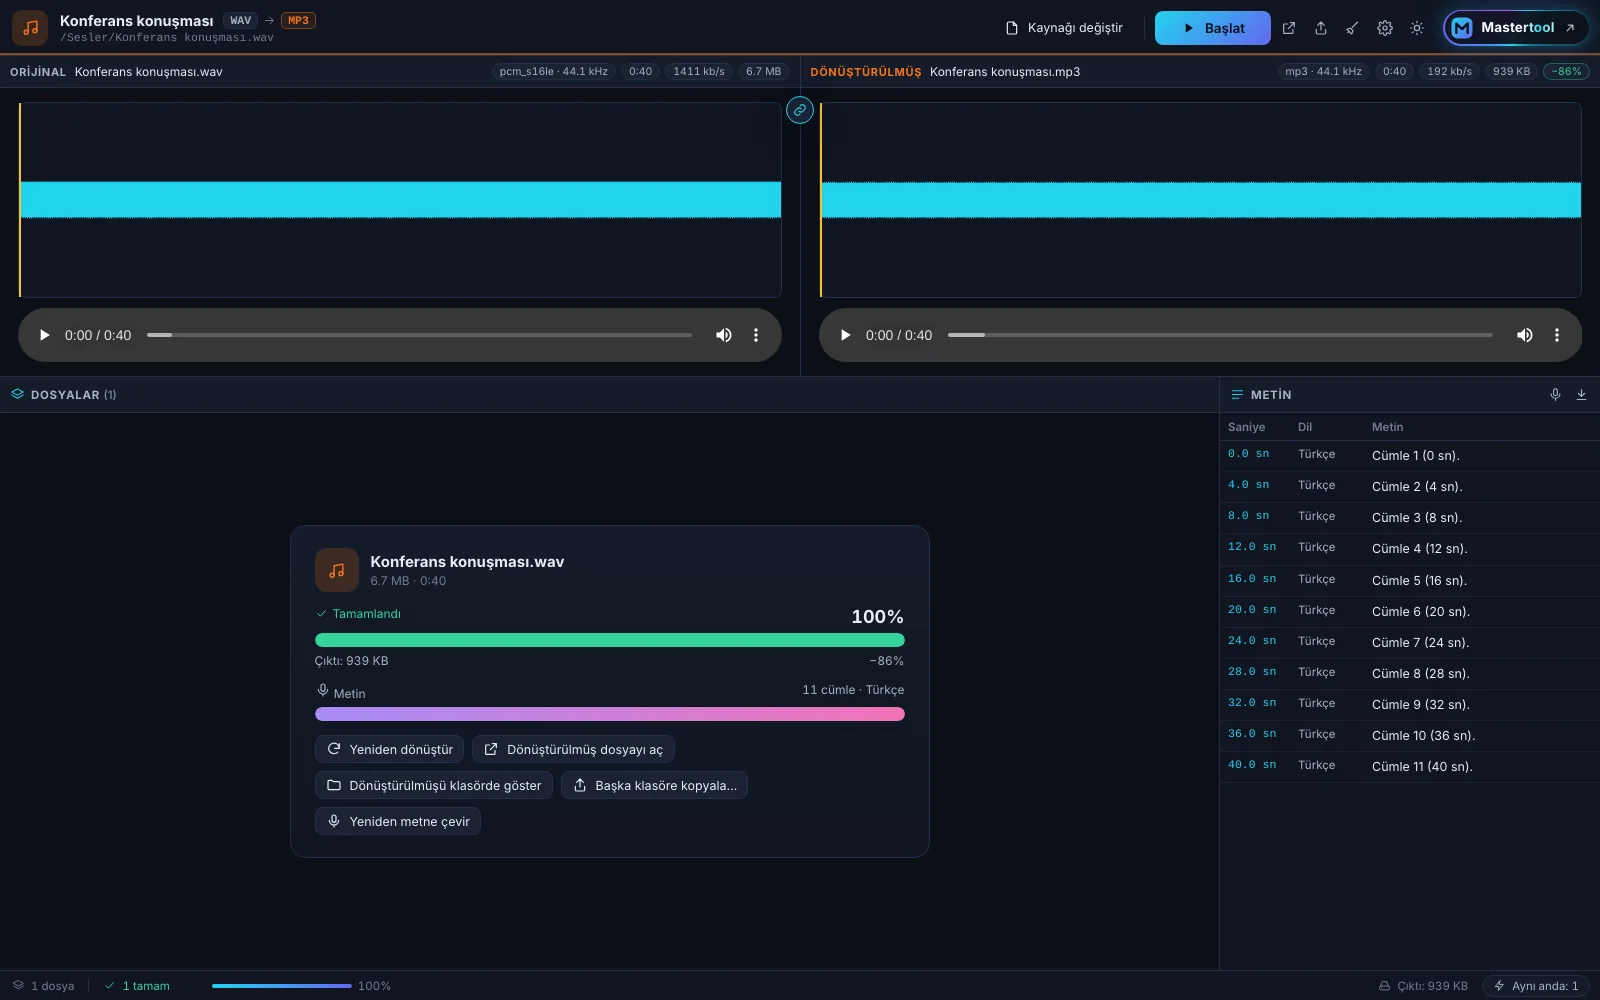 Konferans konuşması WAV → MP3
/Sesler/Konferans konuşması.wav
Kaynağı değiştir
Başlat
Mastertool
ORİJİNAL Konferans konuşması.wav pcm_s16le · 44.1 kHz 0:40 1411 kb/s 6.7 MB
DÖNÜŞTÜRÜLMÜŞ Konferans konuşması.mp3 mp3 · 44.1 kHz 0:40 192 kb/s 939 KB −86%
0:00 / 0:40
0:00 / 0:40
DOSYALAR (1)
Konferans konuşması.wav
6.7 MB · 0:40
Tamamlandı 100%
Çıktı: 939 KB −86%
Metin 11 cümle · Türkçe
Yeniden dönüştür Dönüştürülmüş dosyayı aç
Dönüştürülmüşü klasörde göster Başka klasöre kopyala...
Yeniden metne çevir
METİN
Saniye Dil Metin
0.0 sn Türkçe Cümle 1 (0 sn).
4.0 sn Türkçe Cümle 2 (4 sn).
8.0 sn Türkçe Cümle 3 (8 sn).
12.0 sn Türkçe Cümle 4 (12 sn).
16.0 sn Türkçe Cümle 5 (16 sn).
20.0 sn Türkçe Cümle 6 (20 sn).
24.0 sn Türkçe Cümle 7 (24 sn).
28.0 sn Türkçe Cümle 8 (28 sn).
32.0 sn Türkçe Cümle 9 (32 sn).
36.0 sn Türkçe Cümle 10 (36 sn).
40.0 sn Türkçe Cümle 11 (40 sn).
1 dosya 1 tamam 100% Çıktı: 939 KB Aynı anda: 1